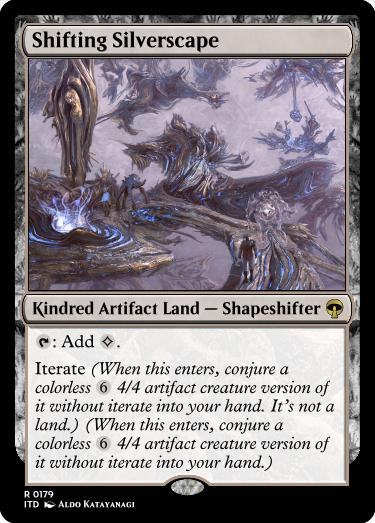 Shifting Silverscape
Kindred Artifact Land — Shapeshifter
: Add .
Iterate (When this enters, conjure a
colorless 6 4/4 artifact creature version of
it without iterate into your hand. It's not a
land.) (When this enters, conjure a
colorless 6 4/4 artifact creature version of
it without iterate into your hand.)
R 0179
ITD Aldo Katayanagi